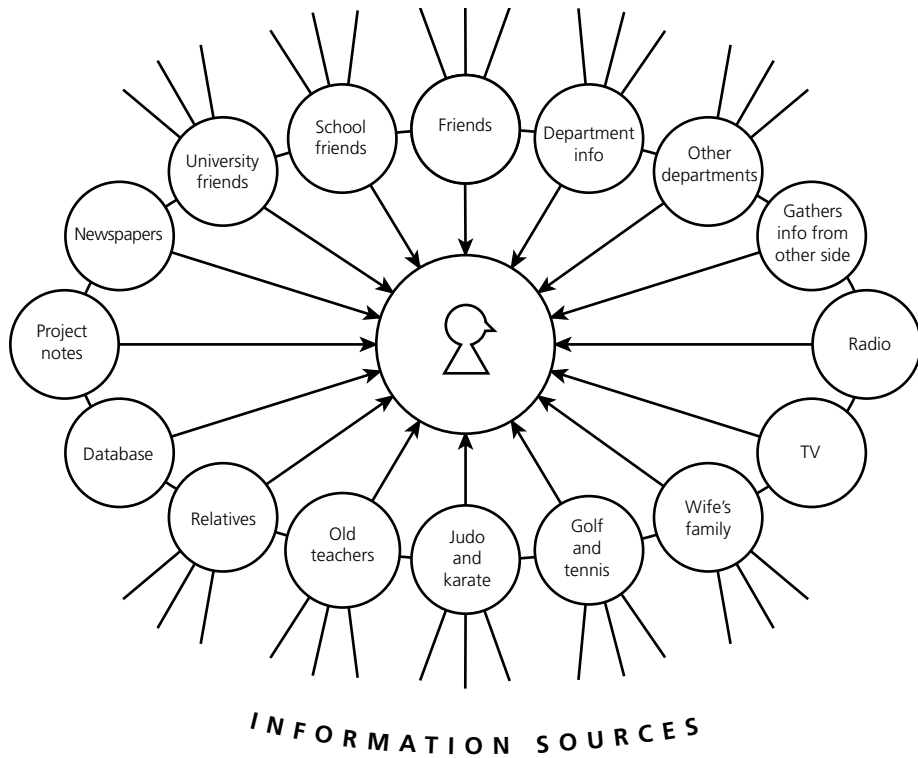 Friends
School
friends
Department
info
University
friends
Other
departments
Newspapers
Gathers
info from
other side
Project
notes
Radio
Database
TV
Relatives
Wife's
family
Old
teachers
Judo
and
karate
Golf
and
tennis
INFORMATION SOURCES